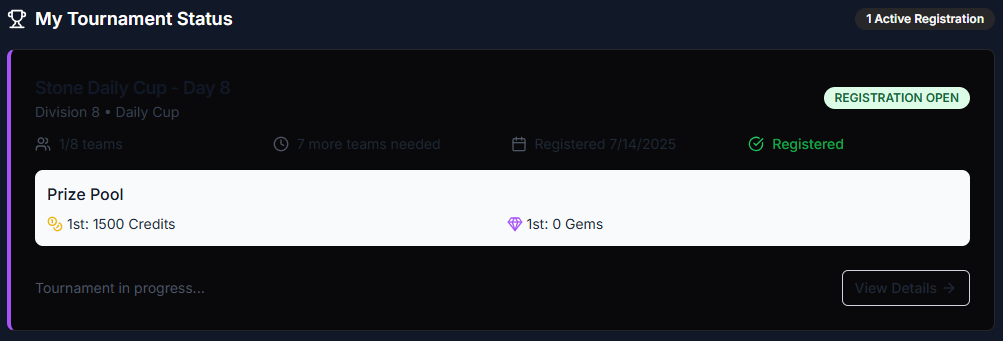 My Tournament Status
1 Active Registration
Stone Daily Cup - Day 8
REGISTRATION OPEN
Division 8 • Daily Cup
1/8 teams
7 more teams needed
Registered 7/14/2025
Registered
Prize Pool
1st: 1500 Credits
1st: 0 Gems
Tournament in progress...
View Details →